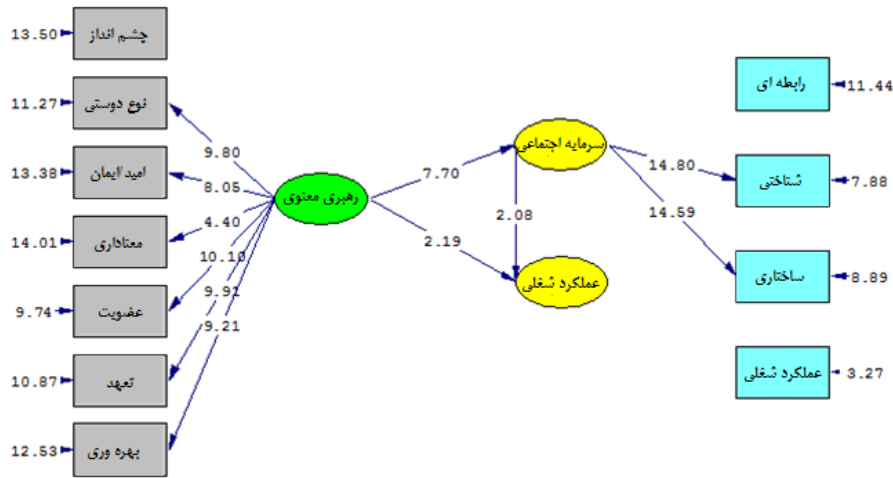 چشم انداز
13.50
نوع دوستی
11.27
امید/ایمان
13.38
معناداری
14.01
عضویت
9.74
تعهد
10.87
بهره وری
12.53
9.80
8.05
4.40
10.10
9.91
9.21
رهبری معنوی
7.70
2.19
سرمایه اجتماعی
2.08
عملکرد شغلی
14.80
14.59
رابطه ای
11.44
شناختی
7.88
ساختاری
8.89
عملکرد شغلی
3.27